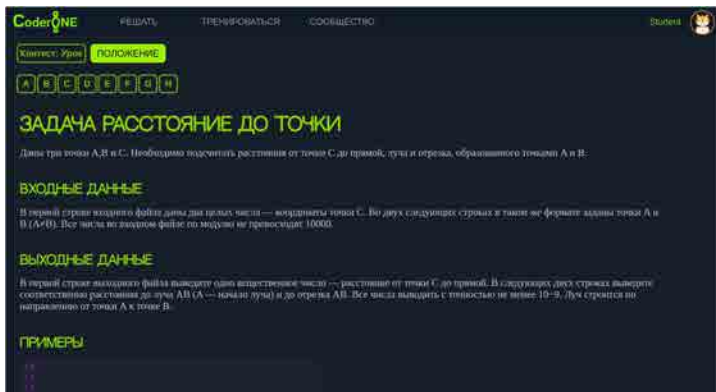 CoderONE РЕШАТЬ ТРЕНИРОВАТЬСЯ СООБЩЕСТВО Student
Контест: Урок ПОЛОЖЕНИЕ
A B C D E F G H
ЗАДАЧА РАССТОЯНИЕ ДО ТОЧКИ
Даны три точки A,B и C. Необходимо подсчитать расстояния от точки C до прямой, луча и отрезка, образованного точками A и B.
ВХОДНЫЕ ДАННЫЕ
В первой строке входного файла даны два целых числа — координаты точки C. Во двух следующих строках в таком же формате заданы точки A и
B (A≠B). Все числа во входном файле по модулю не превосходят 10000.
ВЫХОДНЫЕ ДАННЫЕ
В первой строке выходного файла выведите одно вещественное число — расстояние от точки C до прямой. В следующих двух строках выведите
соответственно расстояния до луча AB (A — начало луча) и до отрезка AB. Все числа выводить с точностью не менее 10−9. Луч строится по
направлению от точки A к точке B.
ПРИМЕРЫ